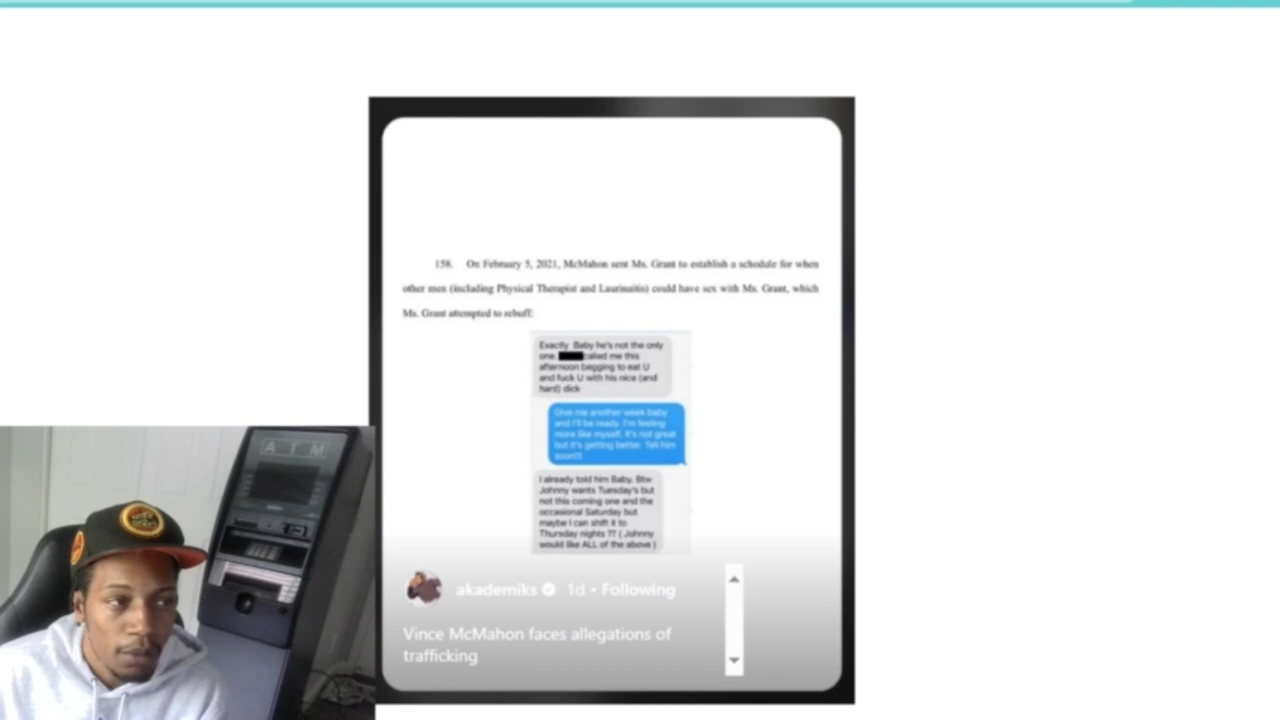 ATM
158. On February 5, 2021, McMahon sent Ms. Grant to establish a schedule for when
other men (including Physical Therapist and Laurinaitis) could have sex with Ms. Grant, which
Ms. Grant attempted to rebuff:
Exactly Baby he's not the only
one. called me this
afternoon begging to eat U
and fuck U with his nice (and
hard) dick
Give me another week baby
and I'll be ready. I'm feeling
more like myself. It's not great
but it's getting better. Tell him
soon!!!
I already told him Baby. Btw
Johnny wants Tuesday's but
not this coming one and the
occasional Saturday but
maybe I can shift it to
Thursday nights ?? ( Johnny
would like ALL of the above )
akademiks 1d • Following
Vince McMahon faces allegations of
trafficking